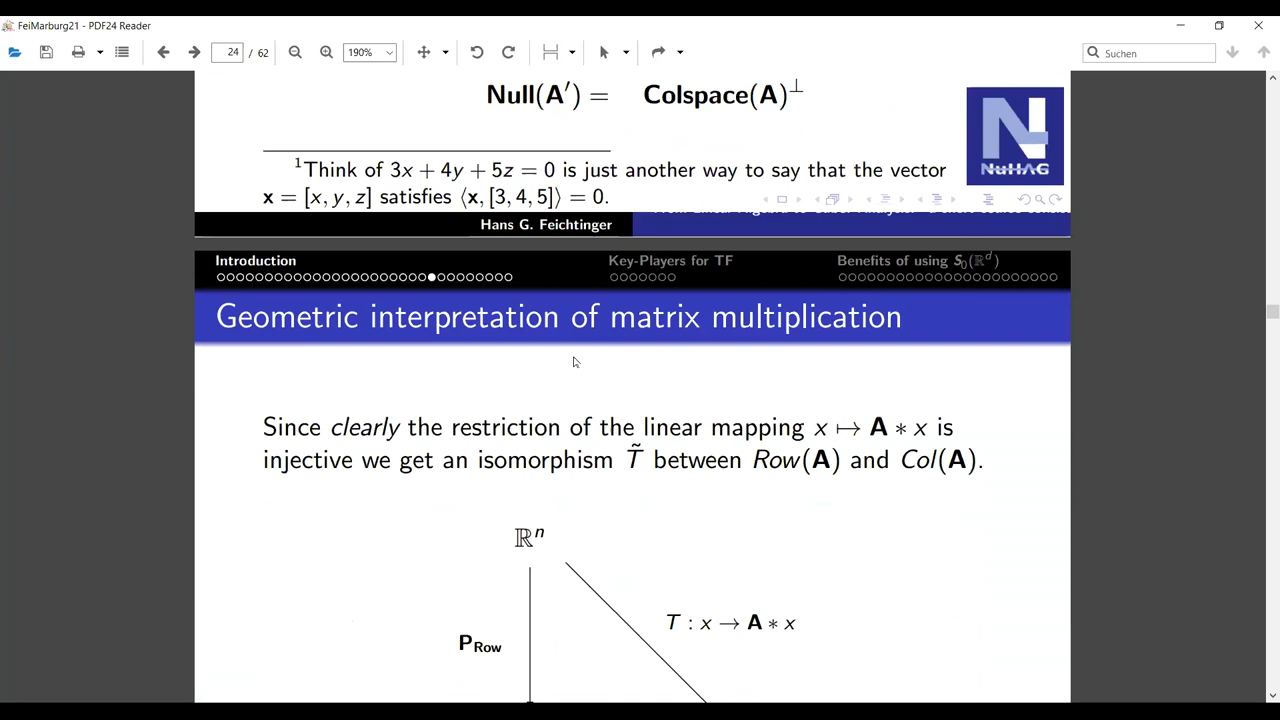 FeiMarburg21 - PDF24 Reader
24 / 62
190%
Suchen
Null(A′) = Colspace(A)⊥
NuHAG
¹Think of 3x + 4y + 5z = 0 is just another way to say that the vector
x = [x, y, z] satisfies ⟨x, [3, 4, 5]⟩ = 0.
Hans G. Feichtinger
Introduction
Key-Players for TF
Benefits of using S₀(ℝᵈ)
Geometric interpretation of matrix multiplication
Since clearly the restriction of the linear mapping x ↦ A ∗ x is
injective we get an isomorphism T̃ between Row(A) and Col(A).
ℝⁿ
T : x → A ∗ x
P_Row